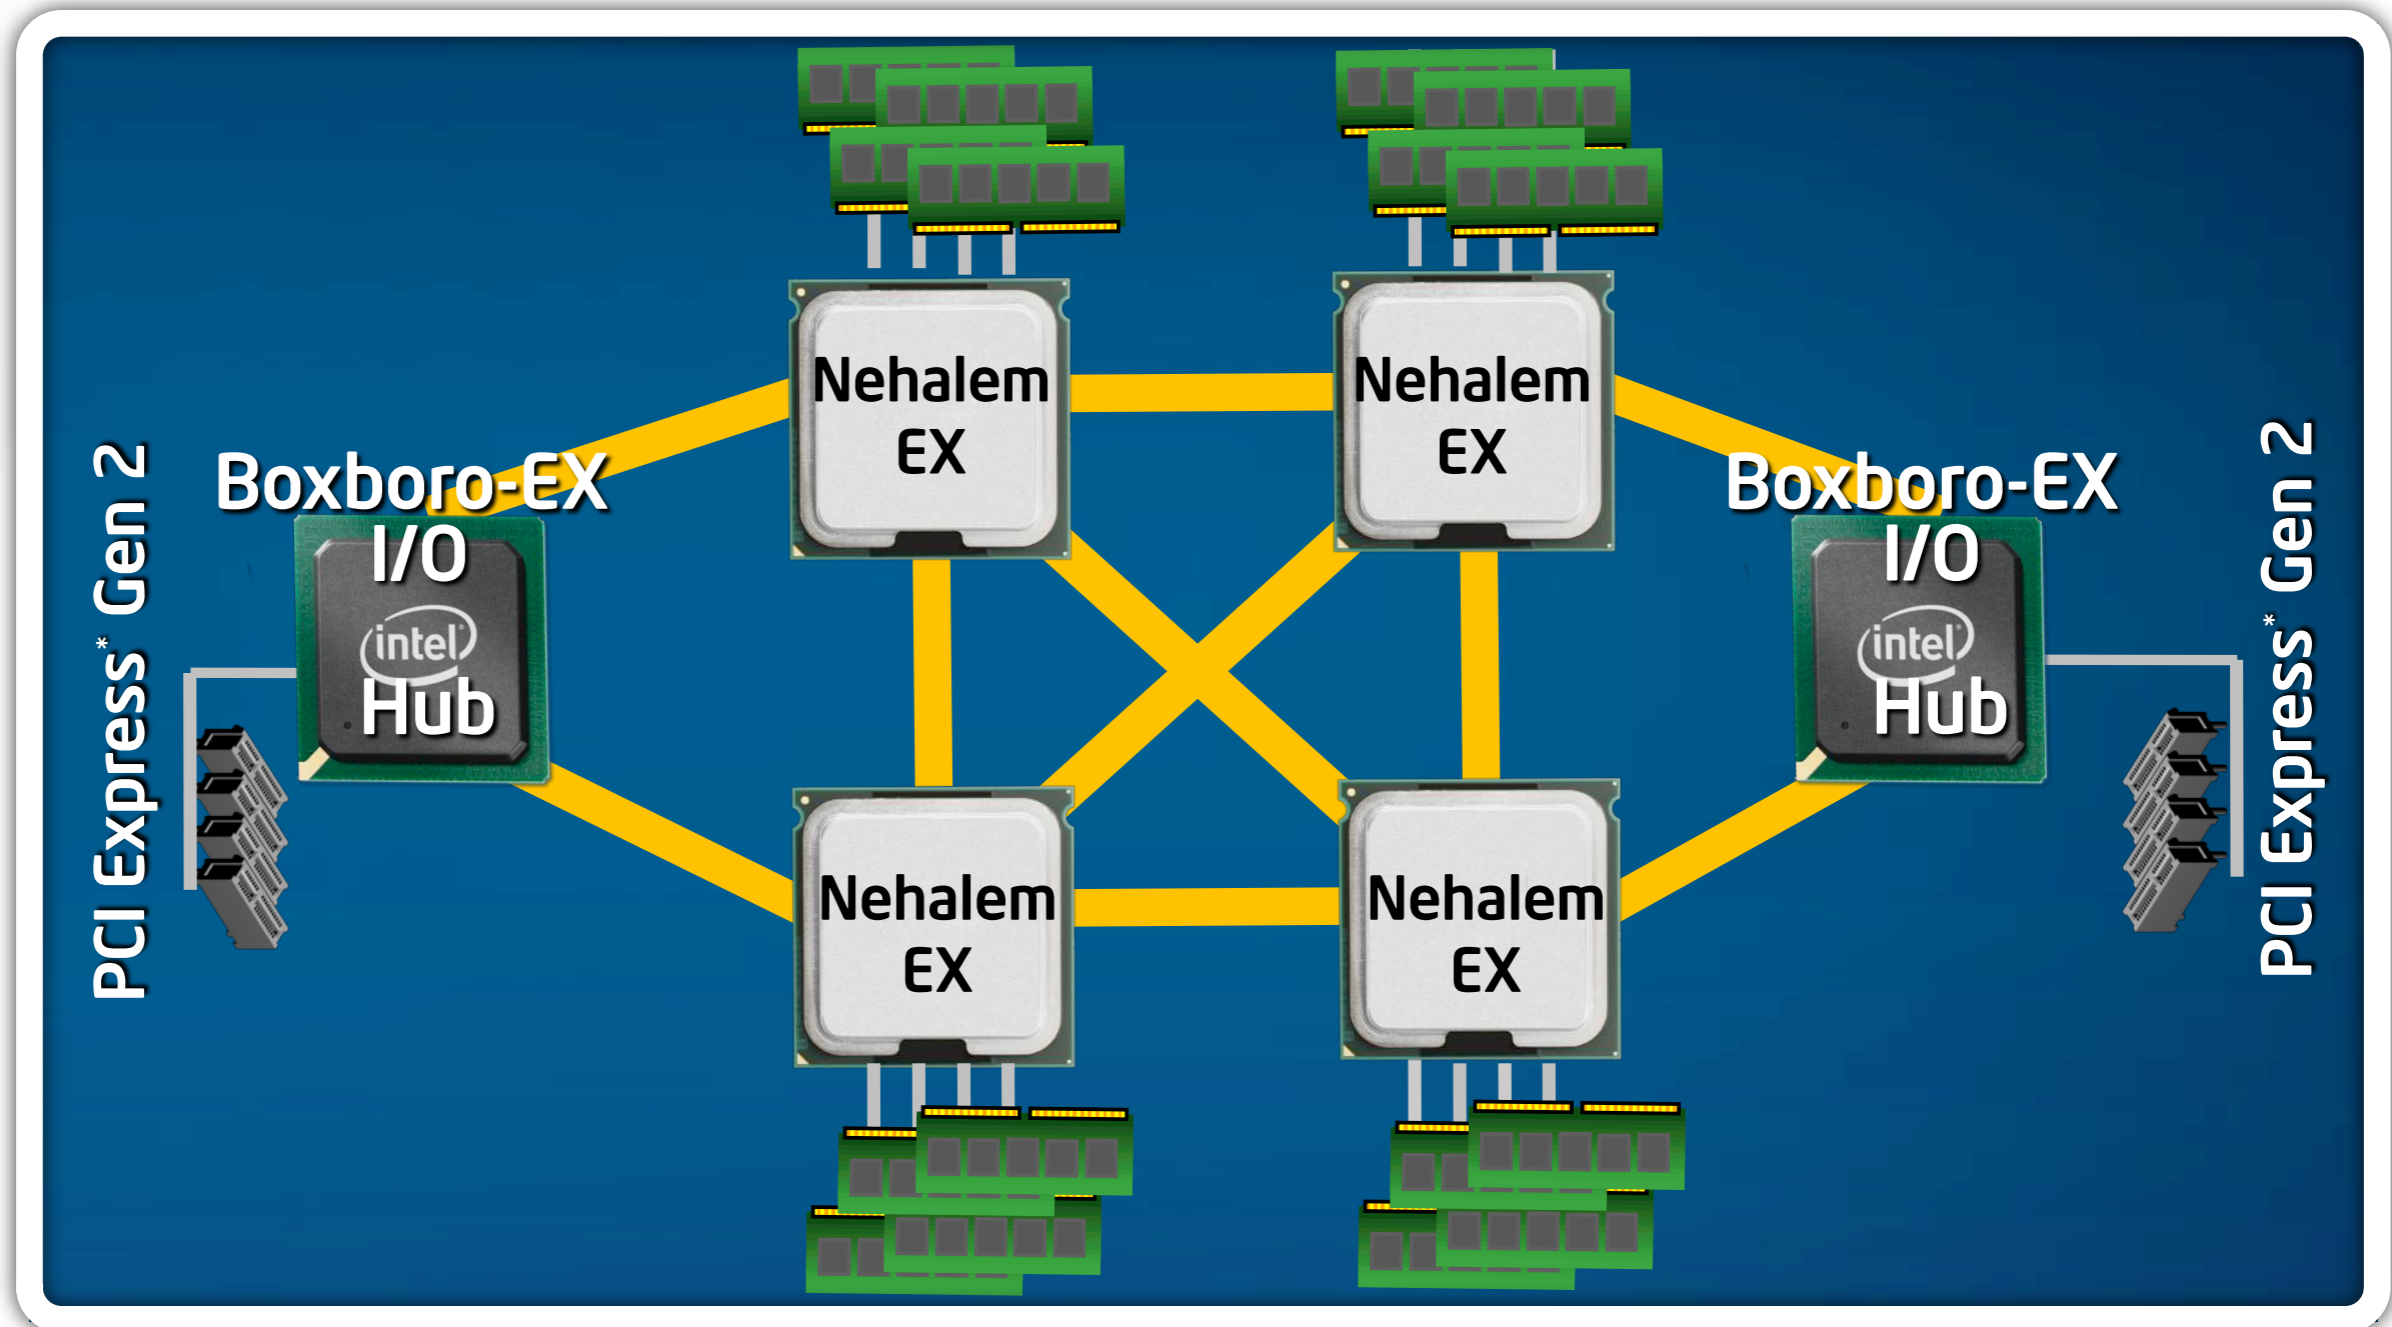 Nehalem
EX
Nehalem
EX
PCI Express* Gen 2
Boxboro-EX
I/O
intel
Hub
Boxboro-EX
I/O
intel
Hub
PCI Express* Gen 2
Nehalem
EX
Nehalem
EX